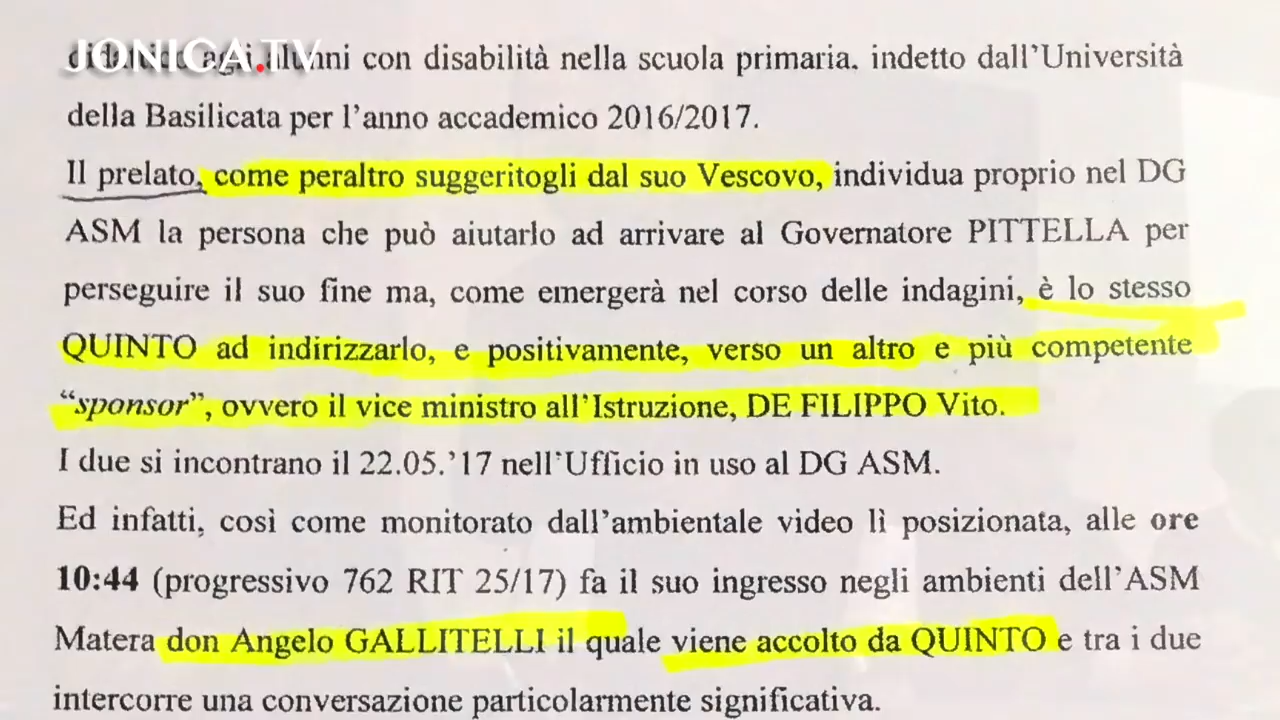 JONICA.TV
agli alunni con disabilità nella scuola primaria. indetto dall'Università
della Basilicata per l'anno accademico 2016/2017.
Il prelato, come peraltro suggeritogli dal suo Vescovo, individua proprio nel DG
ASM la persona che può aiutarlo ad arrivare al Governatore PITTELLA per
perseguire il suo fine ma, come emergerà nel corso delle indagini, è lo stesso
QUINTO ad indirizzarlo, e positivamente, verso un altro e più competente
“sponsor”, ovvero il vice ministro all'Istruzione, DE FILIPPO Vito.
I due si incontrano il 22.05.'17 nell'Ufficio in uso al DG ASM.
Ed infatti, così come monitorato dall'ambientale video lì posizionata, alle ore
10:44 (progressivo 762 RIT 25/17) fa il suo ingresso negli ambienti dell'ASM
Matera don Angelo GALLITELLI il quale viene accolto da QUINTO e tra i due
intercorre una conversazione particolarmente significativa.